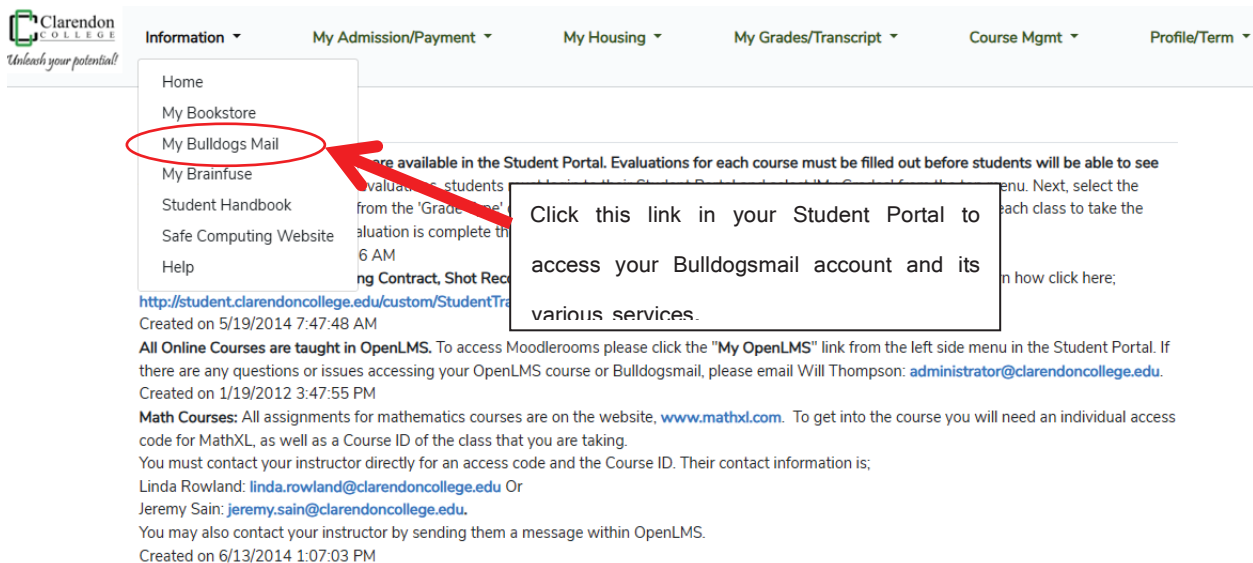 Clarendon
COLLEGE
Unleash your potential!
Information My Admission/Payment My Housing My Grades/Transcript Course Mgmt Profile/Term
Home
My Bookstore
My Bulldogs Mail
My Brainfuse
Student Handbook
Safe Computing Website
Help
are available in the Student Portal. Evaluations for each course must be filled out before students will be able to see
evaluations, students enu. Next, select the
from the 'Grade each class to take the
aluation is complete
6 AM
ng Contract, Shot n how click here;
Click this link in your Student Portal to
access your Bulldogsmail account and its
various services.
http://student.clarendoncollege.edu/custom/StudentTra
Created on 5/19/2014 7:47:48 AM
All Online Courses are taught in OpenLMS. To access Moodlerooms please click the "My OpenLMS" link from the left side menu in the Student Portal. If
there are any questions or issues accessing your OpenLMS course or Bulldogsmail, please email Will Thompson: administrator@clarendoncollege.edu.
Created on 1/19/2012 3:47:55 PM
Math Courses: All assignments for mathematics courses are on the website, www.mathxl.com. To get into the course you will need an individual access
code for MathXL, as well as a Course ID of the class that you are taking.
You must contact your instructor directly for an access code and the Course ID. Their contact information is;
Linda Rowland: linda.rowland@clarendoncollege.edu Or
Jeremy Sain: jeremy.sain@clarendoncollege.edu.
You may also contact your instructor by sending them a message within OpenLMS.
Created on 6/13/2014 1:07:03 PM